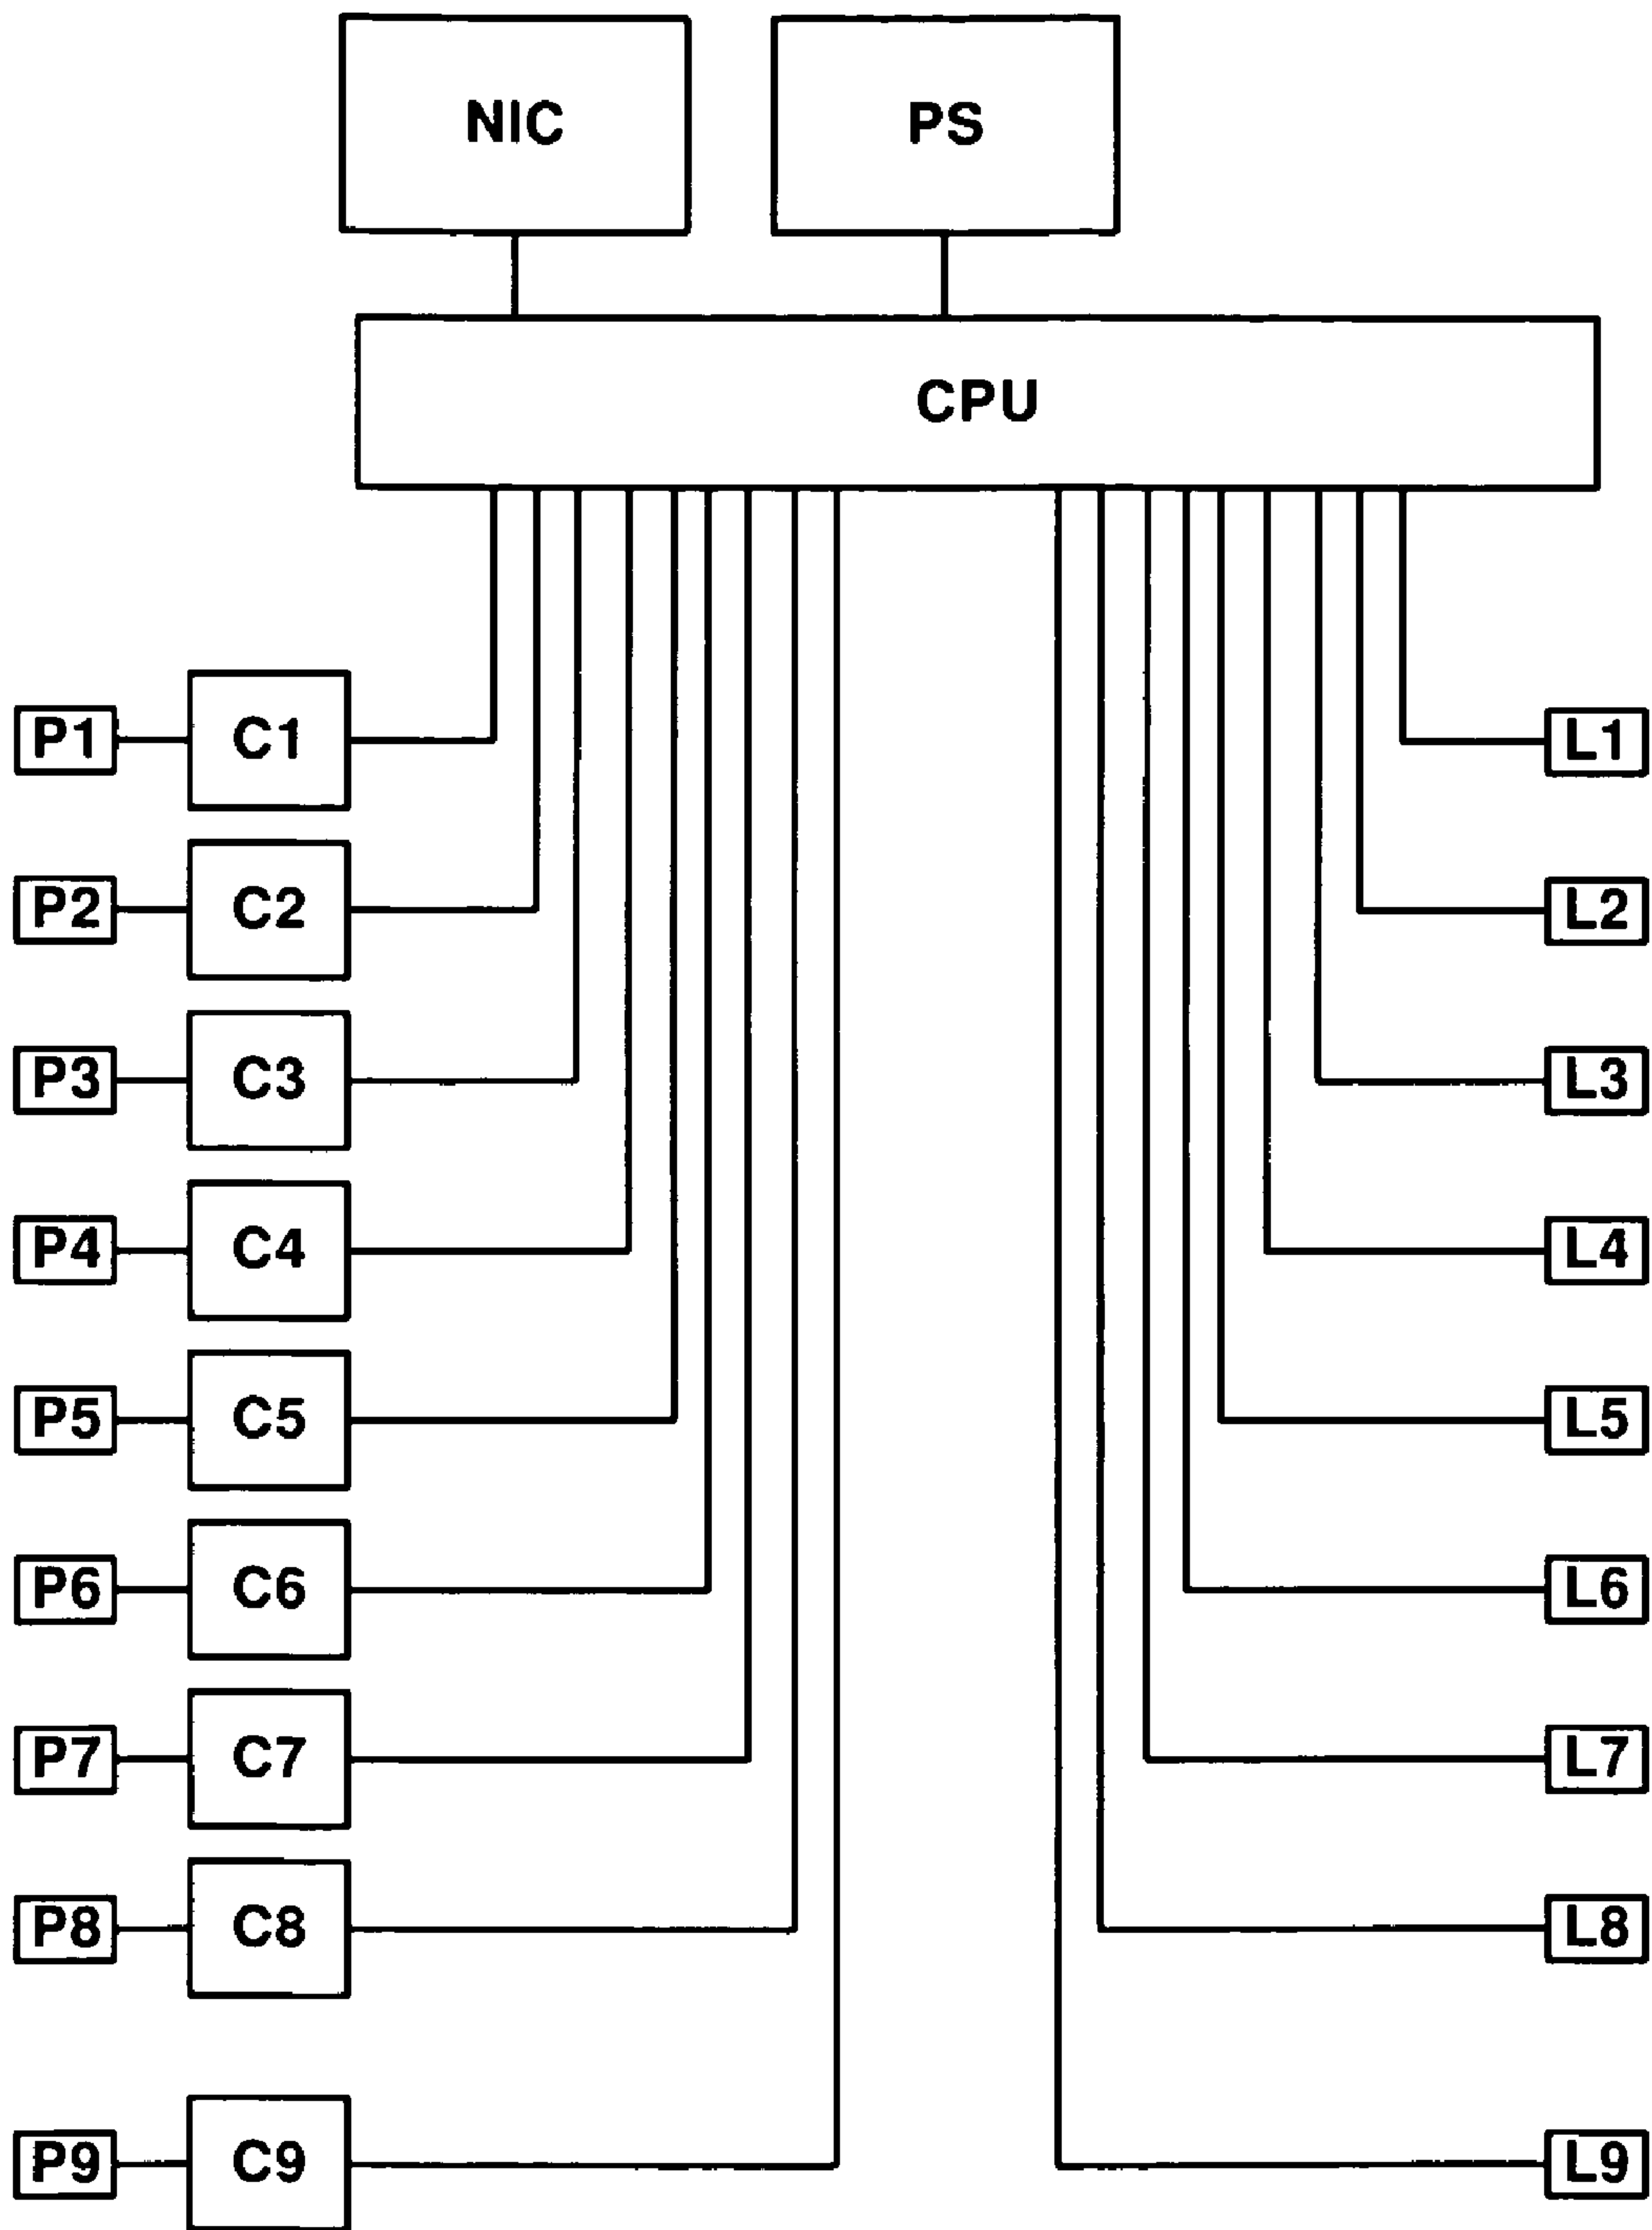 NIC PS
CPU
P1 C1 L1
P2 C2 L2
P3 C3 L3
P4 C4 L4
P5 C5 L5
P6 C6 L6
P7 C7 L7
P8 C8 L8
P9 C9 L9